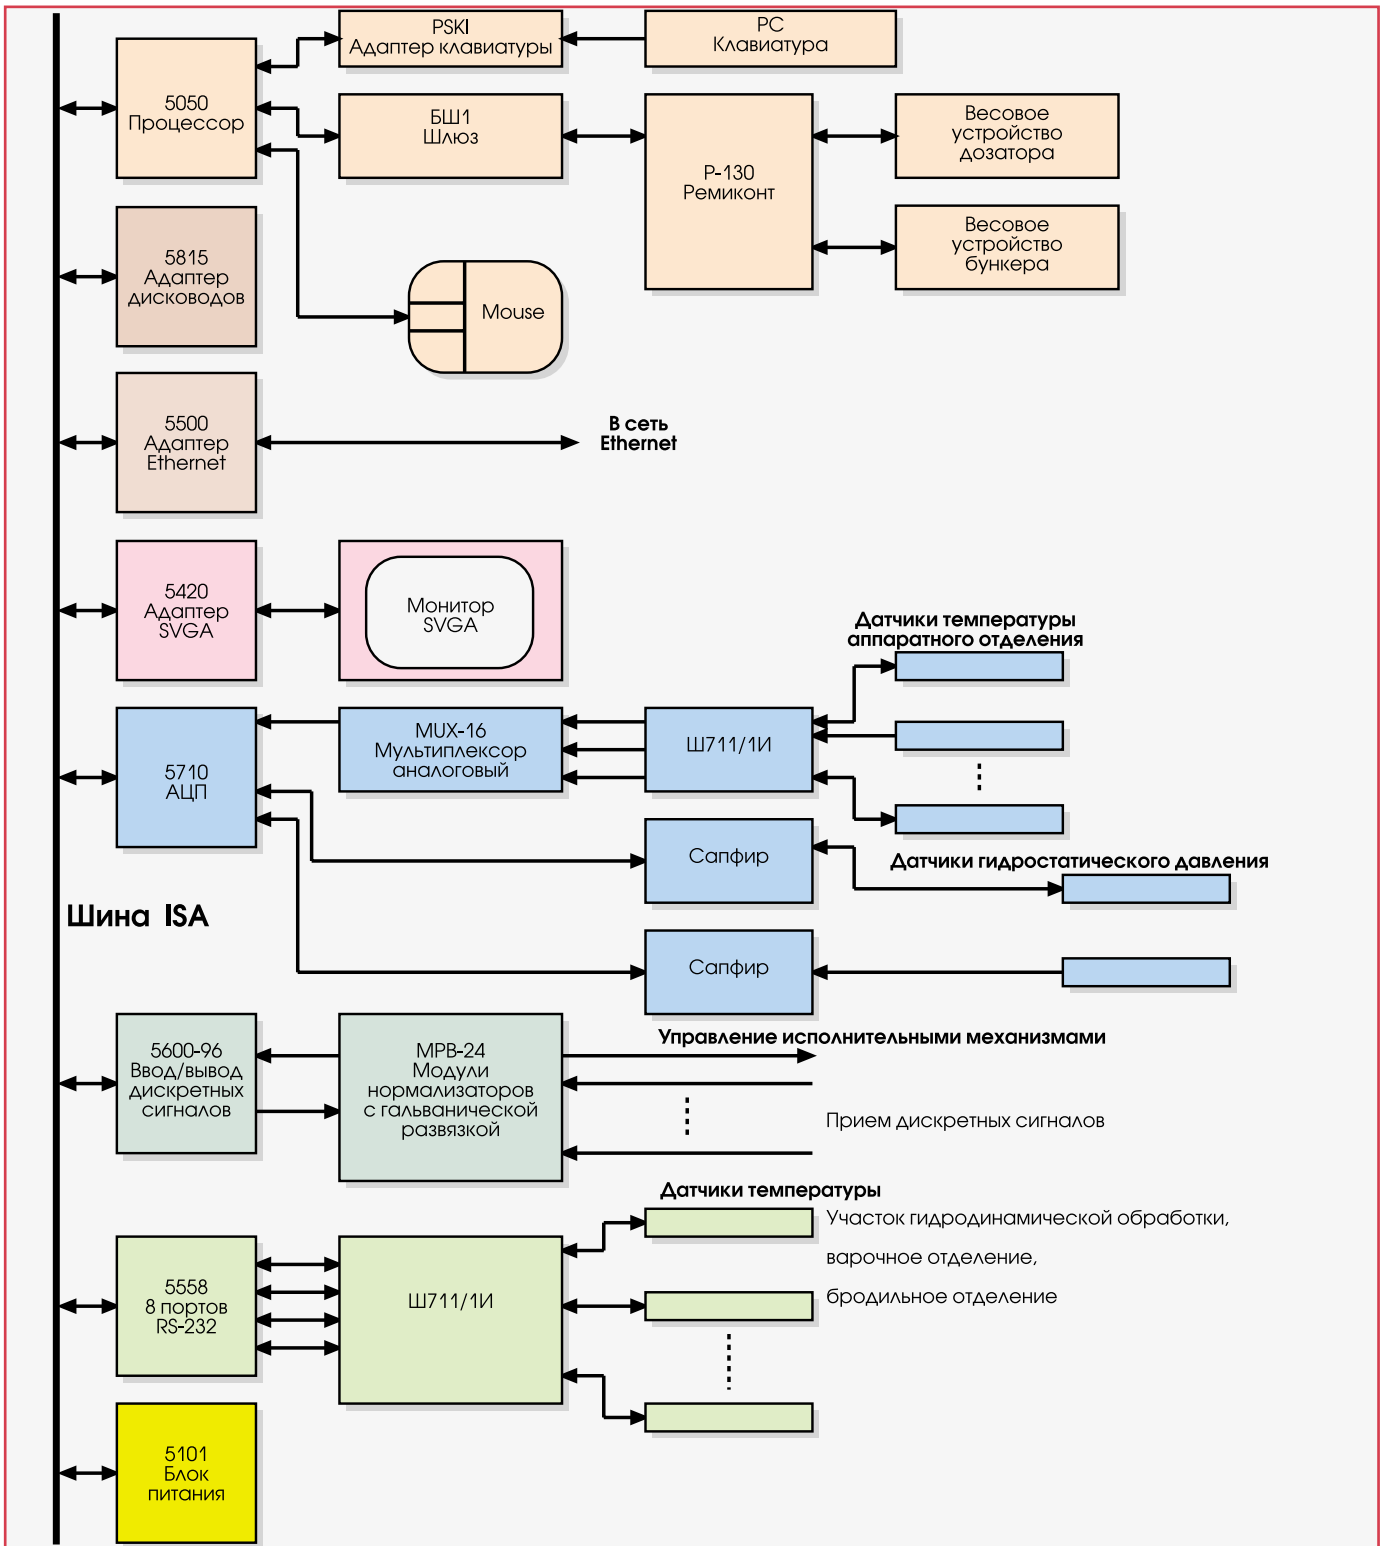 PSKI
Адаптер клавиатуры
PC
Клавиатура
5050
Процессор
БШ1
Шлюз
Р-130
Ремиконт
Весовое
устройство
дозатора
Весовое
устройство
бункера
5815
Адаптер
дисководов
Mouse
5500
Адаптер
Ethernet
В сеть
Ethernet
5420
Адаптер
SVGA
Монитор
SVGA
Датчики температуры
аппаратного отделения
5710
АЦП
MUX-16
Мультиплексор
аналоговый
Ш711/1И
Сапфир
Датчики гидростатического давления
Шина ISA
Сапфир
5600-96
Ввод/вывод
дискретных
сигналов
МРВ-24
Модули
нормализаторов
с гальванической
развязкой
Управление исполнительными механизмами
Прием дискретных сигналов
Датчики температуры
Участок гидродинамической обработки,
варочное отделение,
бродильное отделение
5558
8 портов
RS-232
Ш711/1И
5101
Блок
питания